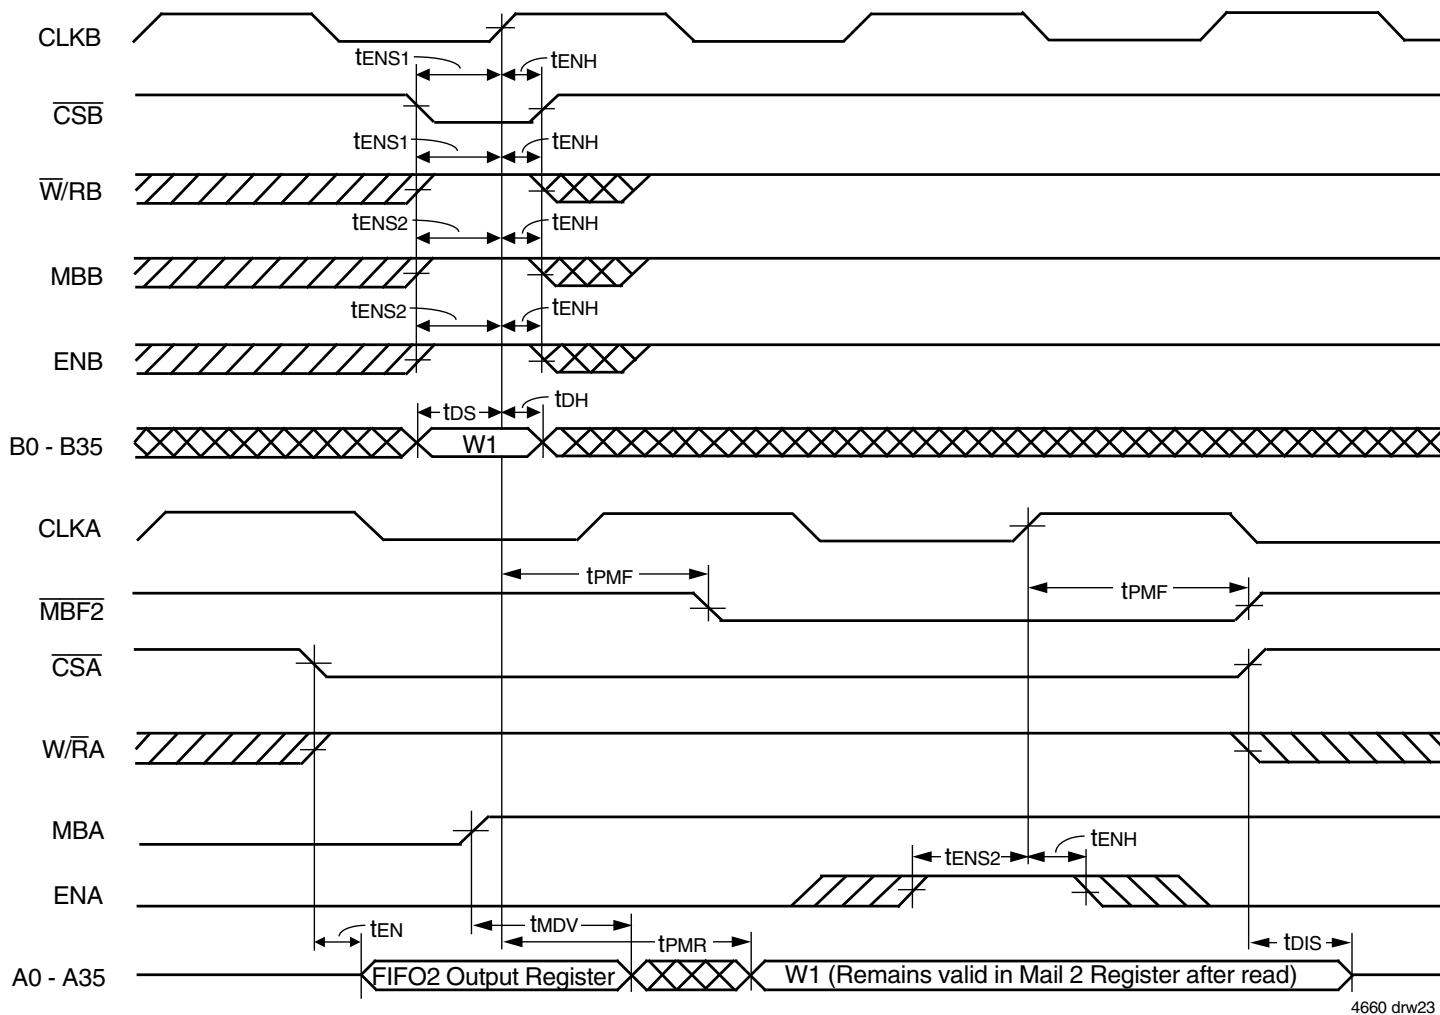 CLKB
tENS1 tENH
CSB
tENS1 tENH
W/RB
tENS2 tENH
MBB
tENS2 tENH
ENB
tDS tDH
B0 - B35 W1
CLKA
tPMF tPMF
MBF2
CSA
W/RA
MBA
tENS2 tENH
ENA
tEN tMDV tPMR tDIS
A0 - A35 FIFO2 Output Register W1 (Remains valid in Mail 2 Register after read)
4660 drw23